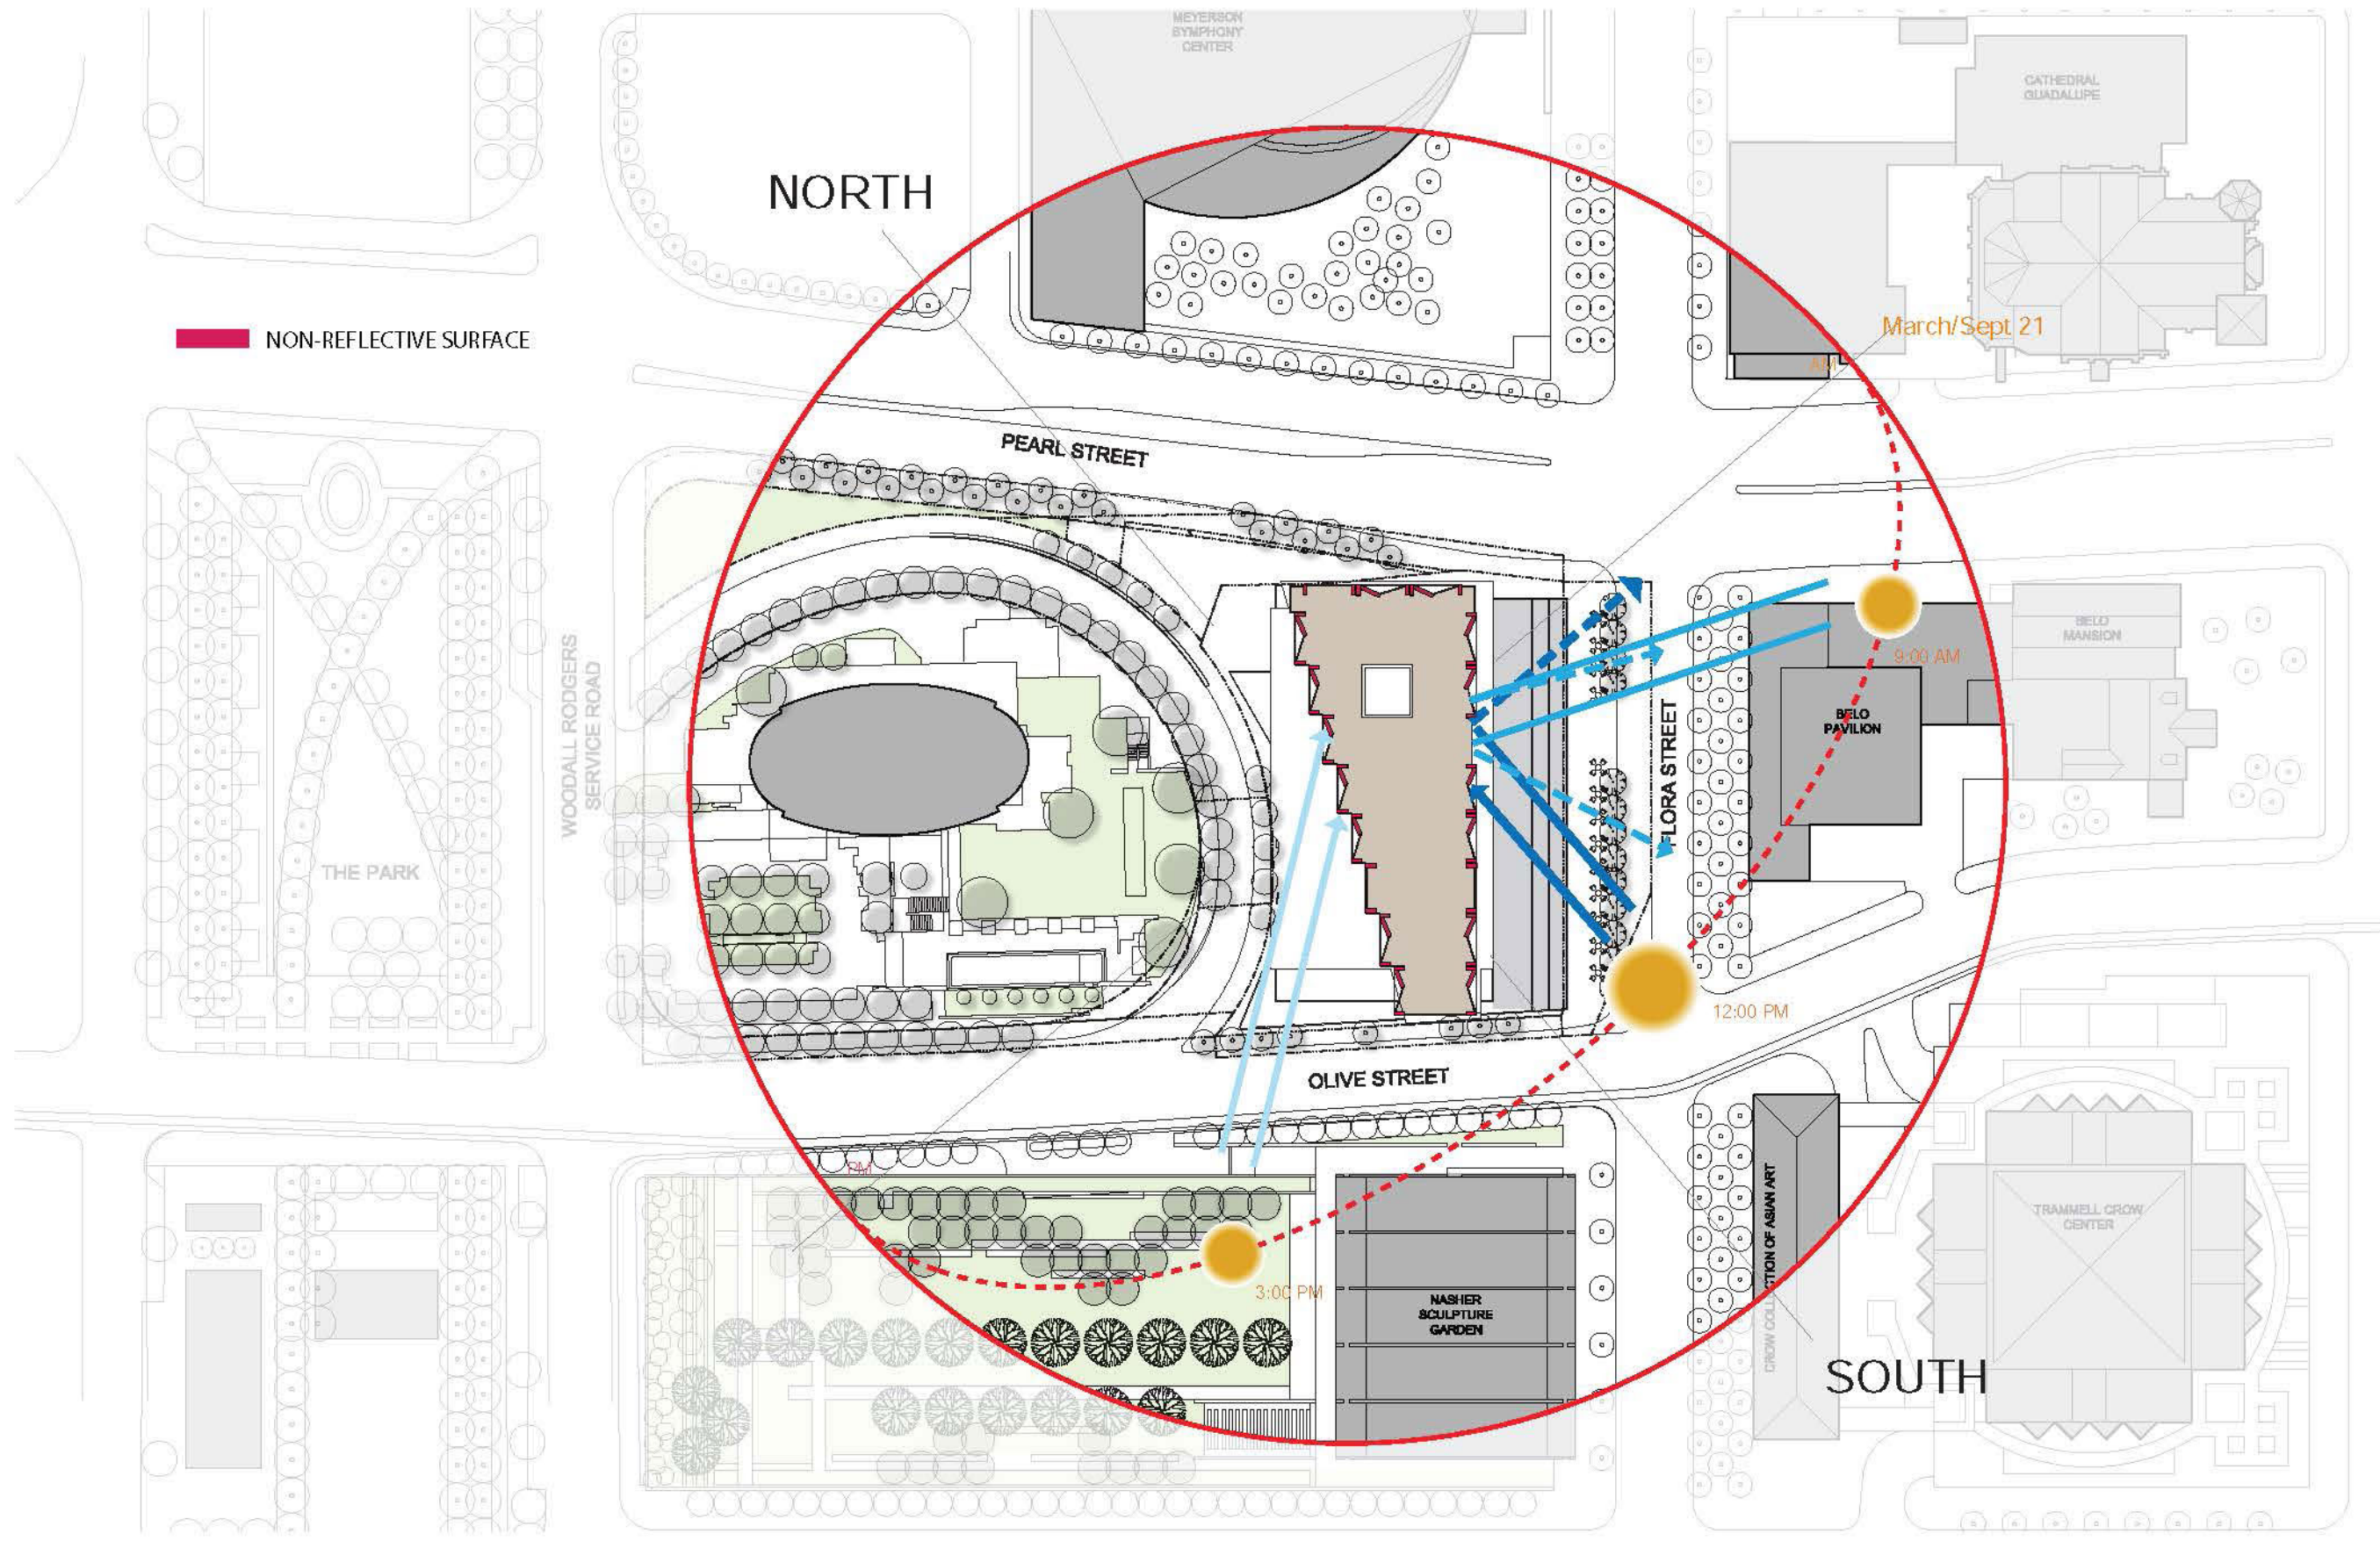 MEYERSON
SYMPHONY
CENTER
CATHEDRAL
GUADALUPE
NORTH
March/Sept 21
NON-REFLECTIVE SURFACE
AM
PEARL STREET
WOODALL RODGERS
SERVICE ROAD
BELO
MANSION
9:00 AM
BELO
PAVILION
FLORA STREET
THE PARK
12:00 PM
OLIVE STREET
PM
CROW COLLECTION OF ASIAN ART
TRAMMELL CROW
CENTER
3:00 PM
NASHER
SCULPTURE
GARDEN
SOUTH